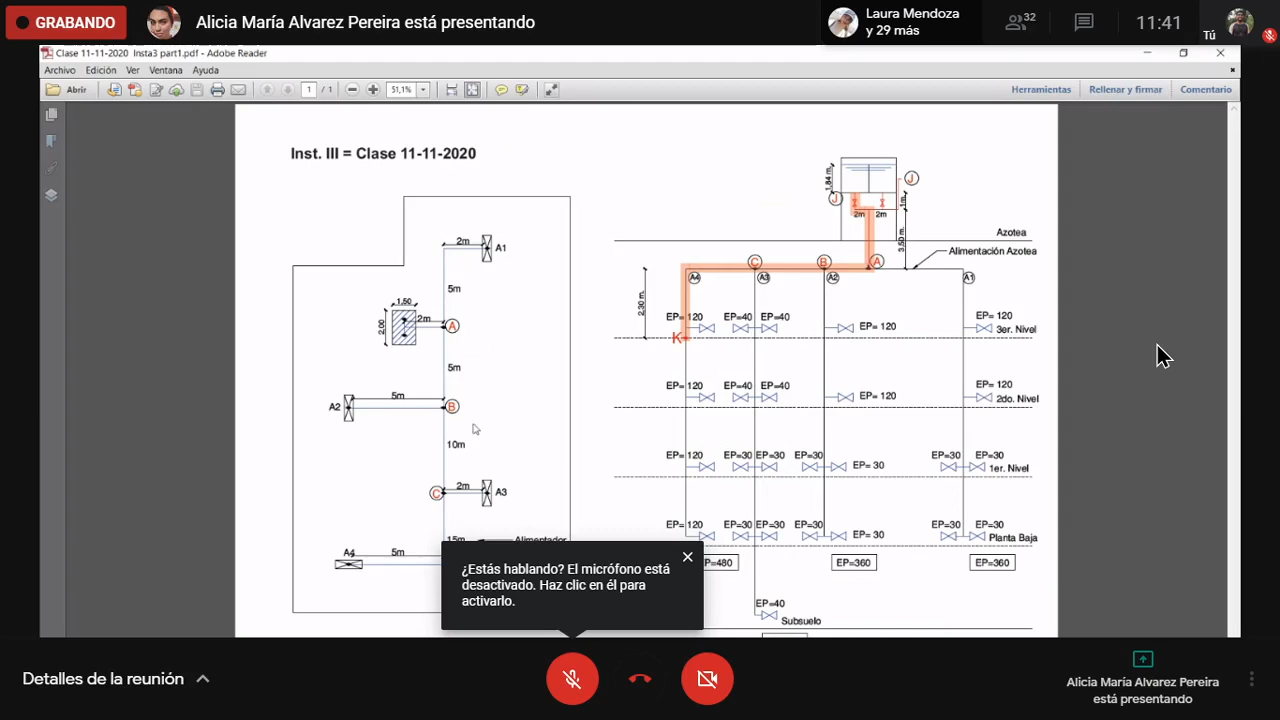 GRABANDO
Alicia María Alvarez Pereira está presentando
Laura Mendoza
y 29 más
32
11:41
Tú
Clase 11-11-2020 Insta3 part1.pdf - Adobe Reader
Archivo Edición Ver Ventana Ayuda
Abrir
1 / 1
51,1%
Herramientas
Rellenar y firmar
Comentario
Inst. III = Clase 11-11-2020
2m
A1
5m
1,50
2,00
2m
A
5m
A2
5m
B
10m
C
2m
A3
15m
Alimentador
A4
5m
1,84 m.
J
J
1m
2m
2m
3,50 m.
Azotea
Alimentación Azotea
C
B
A
A4
A3
A2
A1
2,30 m.
EP= 120
EP=40
EP=40
EP= 120
EP= 120
3er. Nivel
K
EP= 120
EP=40
EP=40
EP= 120
EP= 120
2do. Nivel
EP= 120
EP=30
EP=30
EP=30
EP= 30
EP=30
EP=30
1er. Nivel
EP= 120
EP=30
EP=30
EP=30
EP= 30
EP=30
EP=30
Planta Baja
P=480
EP=360
EP=360
EP=40
Subsuelo
¿Estás hablando? El micrófono está
desactivado. Haz clic en él para
activarlo.
Detalles de la reunión
Alicia María Alvarez Pereira
está presentando